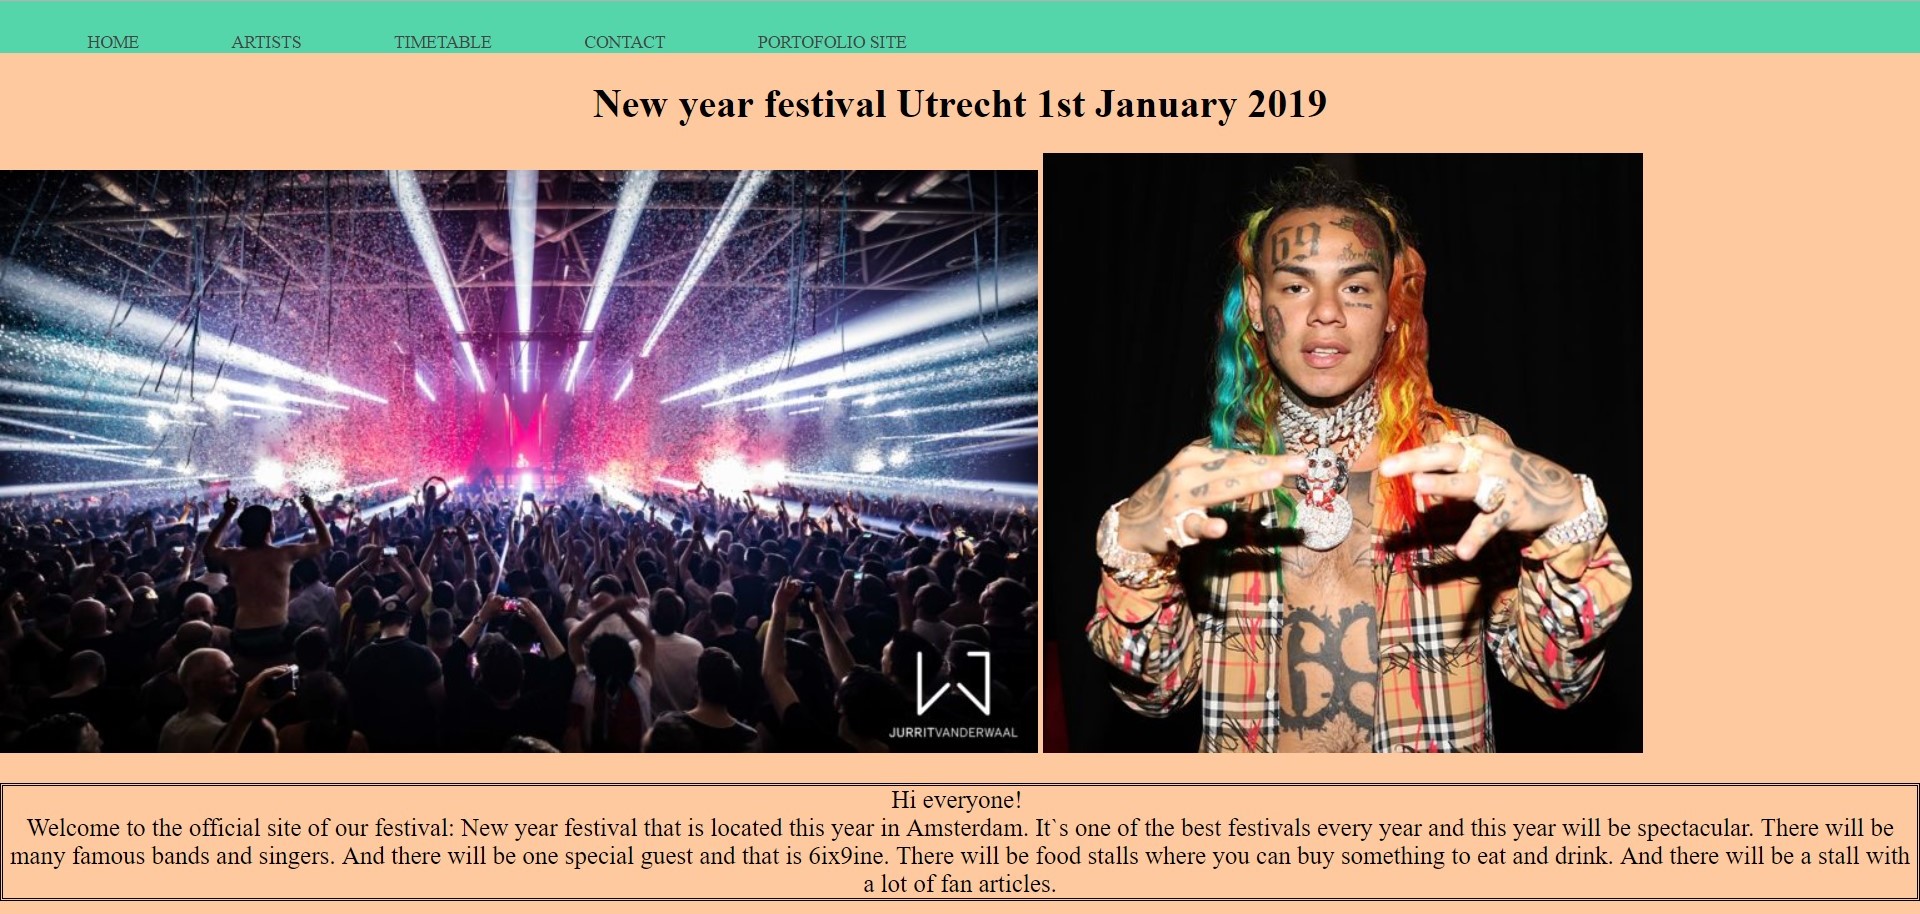 HOME ARTISTS TIMETABLE CONTACT PORTOFOLIO SITE
New year festival Utrecht 1st January 2019
69
JURRITVANDERWAAL
69
Hi everyone!
Welcome to the official site of our festival: New year festival that is located this year in Amsterdam. It`s one of the best festivals every year and this year will be spectacular. There will be
many famous bands and singers. And there will be one special guest and that is 6ix9ine. There will be food stalls where you can buy something to eat and drink. And there will be a stall with
a lot of fan articles.